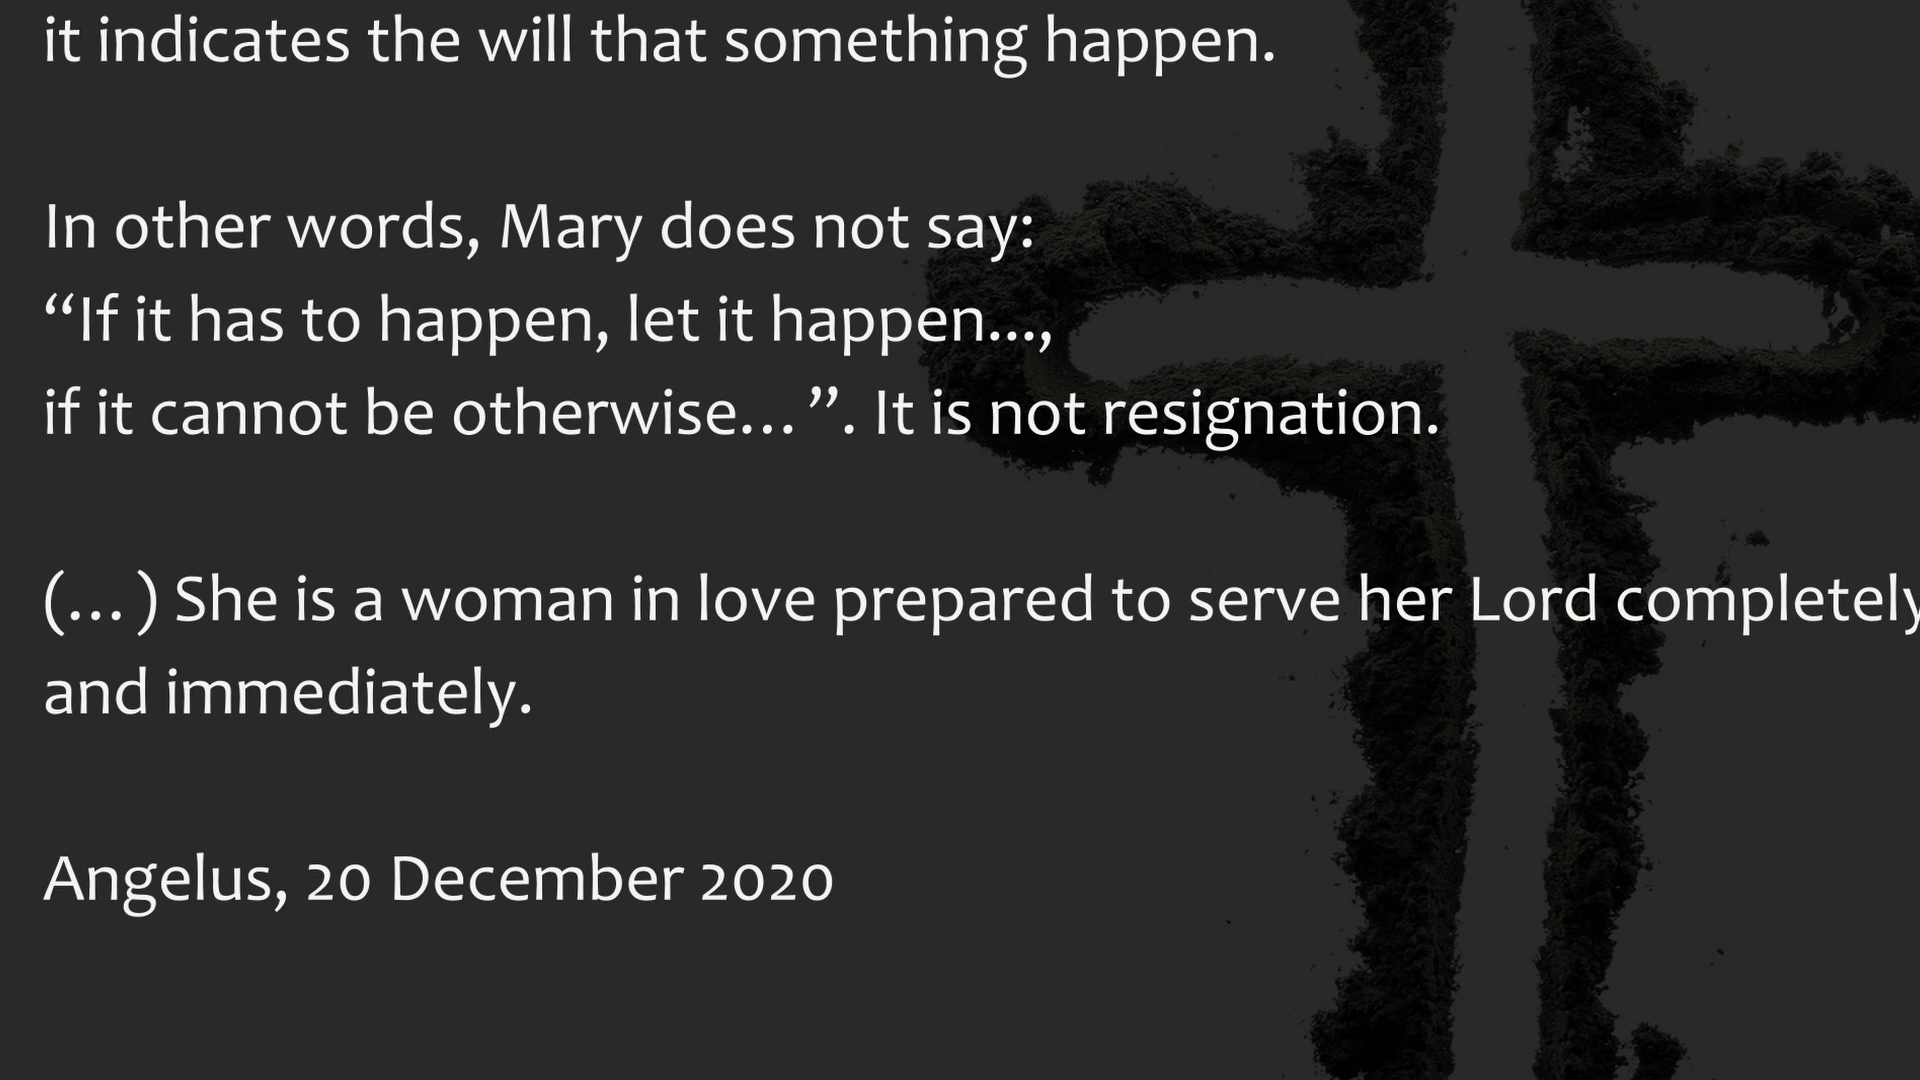 it indicates the will that something happen.
In other words, Mary does not say:
“If it has to happen, let it happen...,
if it cannot be otherwise…”. It is not resignation.
(…) She is a woman in love prepared to serve her Lord completely
and immediately.
Angelus, 20 December 2020